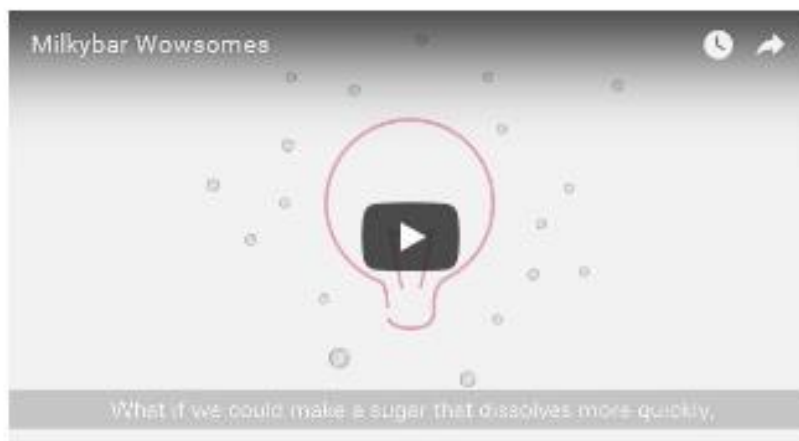 Milkybar Wowsomes
What if we could make a sugar that dissolves more quickly,